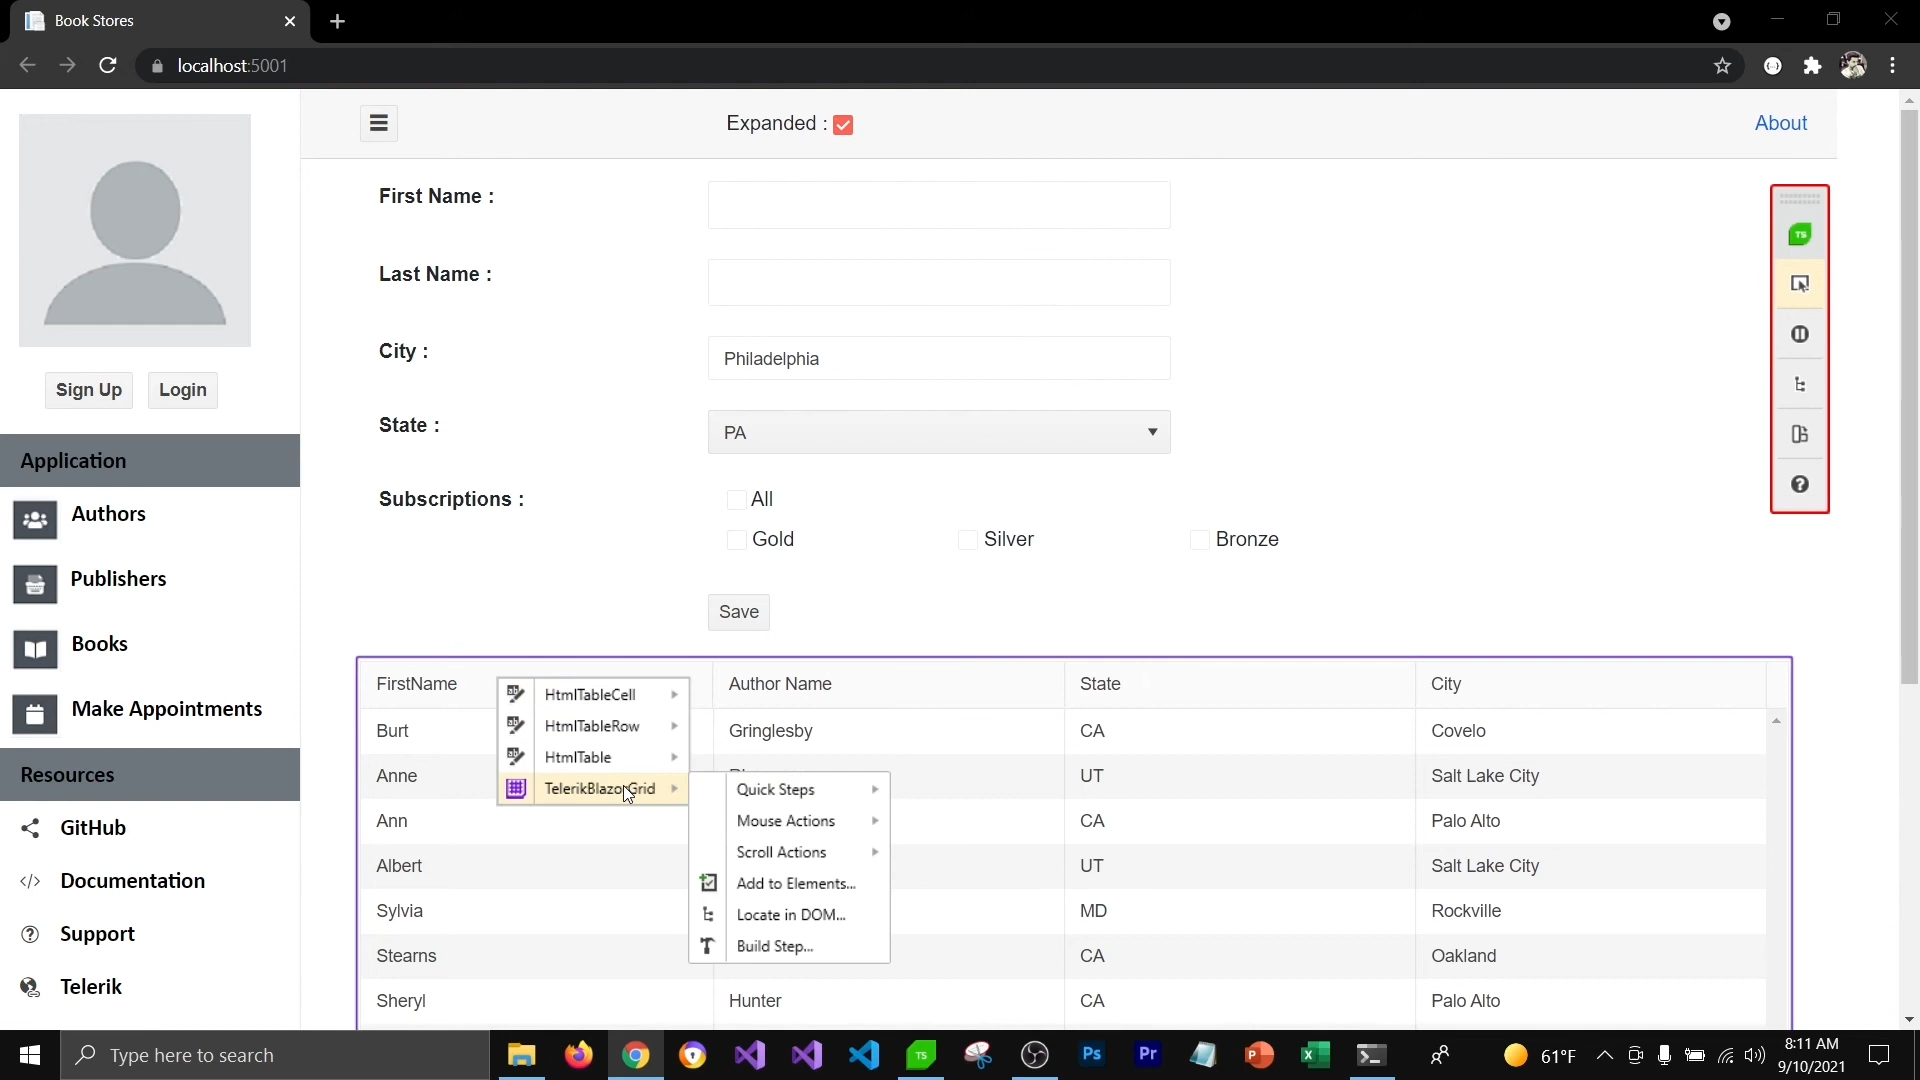 Book Stores
localhost:5001
Expanded :
About
First Name :
Last Name :
City :
Philadelphia
State :
PA
Subscriptions :
All
Gold
Silver
Bronze
Save
Sign Up
Login
Application
Authors
Publishers
Books
Make Appointments
Resources
GitHub
Documentation
Support
Telerik
TS
FirstName
Author Name
State
City
Burt
Gringlesby
CA
Covelo
Anne
UT
Salt Lake City
Ann
CA
Palo Alto
Albert
UT
Salt Lake City
Sylvia
MD
Rockville
Stearns
CA
Oakland
Sheryl
Hunter
CA
Palo Alto
HtmlTableCell
HtmlTableRow
HtmlTable
TelerikBlazorGrid
Quick Steps
Mouse Actions
Scroll Actions
Add to Elements...
Locate in DOM...
Build Step...
Type here to search
TS
Ps
Pr
61°F
8:11 AM
9/10/2021